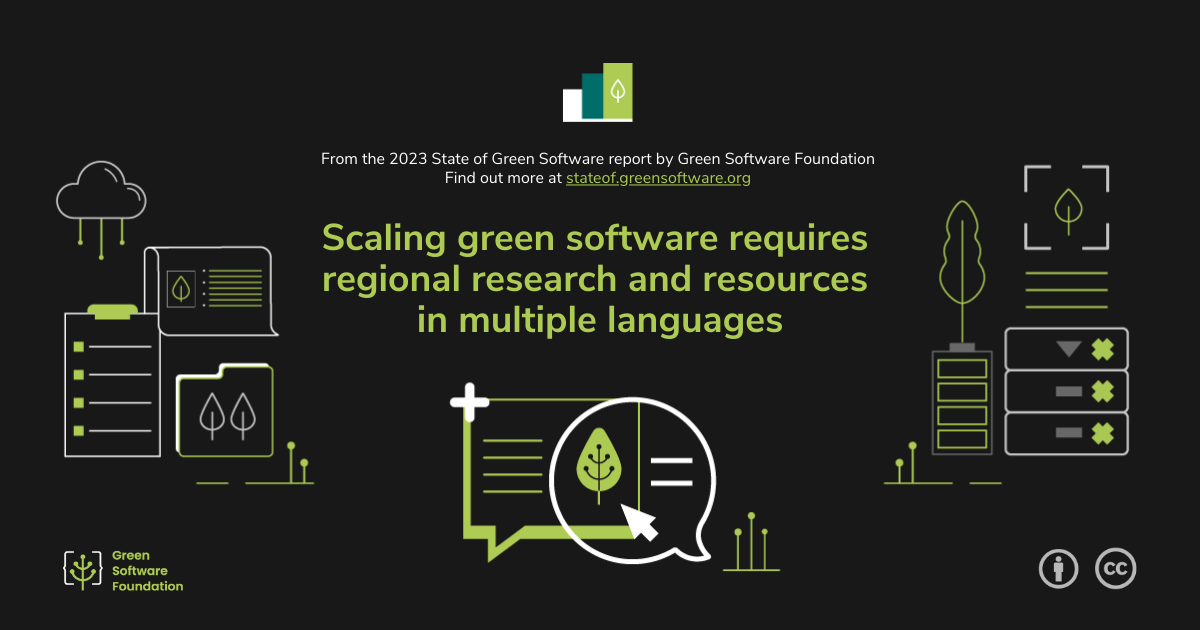 From the 2023 State of Green Software report by Green Software Foundation
Find out more at stateof.greensoftware.org
Scaling green software requires
regional research and resources
in multiple languages
Green
Software
Foundation
cc